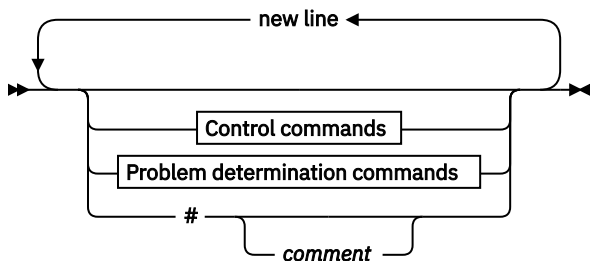 new line
Control commands
Problem determination commands
#
comment